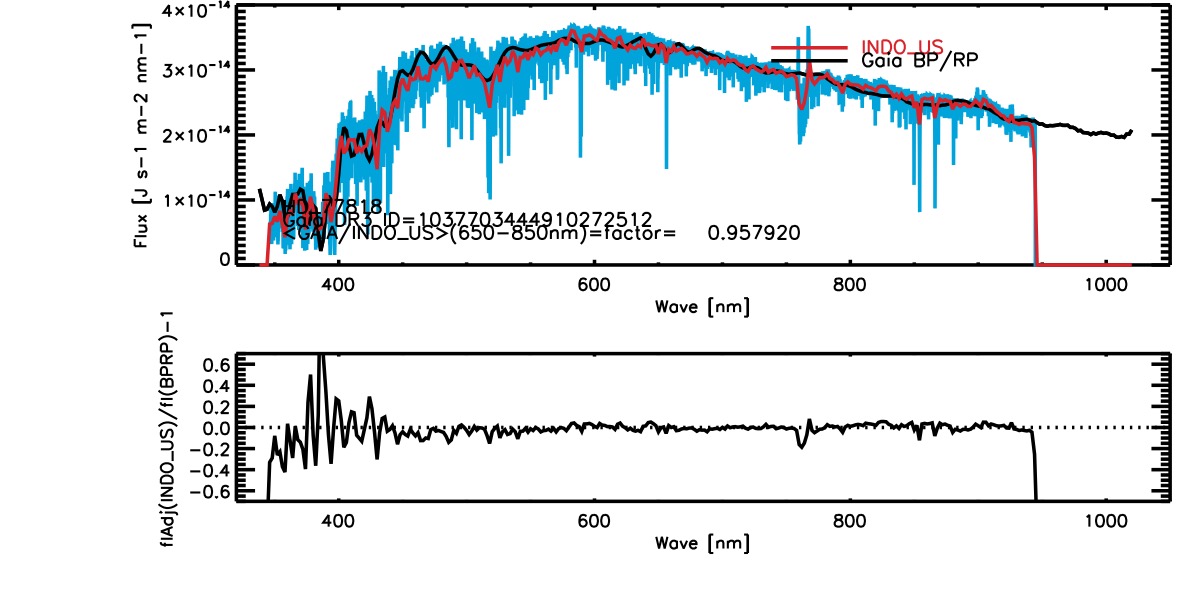 4×10⁻¹⁴
3×10⁻¹⁴
2×10⁻¹⁴
1×10⁻¹⁴
0
Flux [J s−1 m−2 nm−1]
INDO_US
Gaia BP/RP
HD 77818
Gaia DR3 ID=1037703444910272512
<GAIA/INDO_US>(650−850nm)=factor= 0.957920
400 600 800 1000
Wave [nm]
flAdj(INDO_US)/fl(BPRP)−1
0.6
0.4
0.2
0.0
−0.2
−0.4
−0.6
400 600 800 1000
Wave [nm]